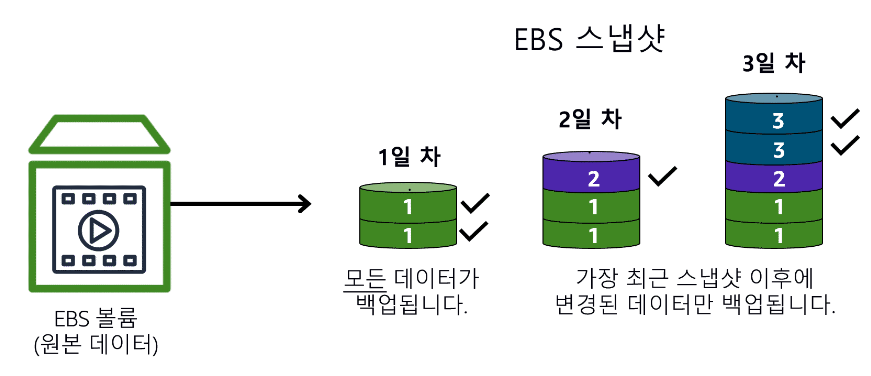 EBS 스냅샷
1일 차
2일 차
3일 차
1
1
2
1
1
3
3
2
1
1
EBS 볼륨
(원본 데이터)
모든 데이터가
백업됩니다.
가장 최근 스냅샷 이후에
변경된 데이터만 백업됩니다.